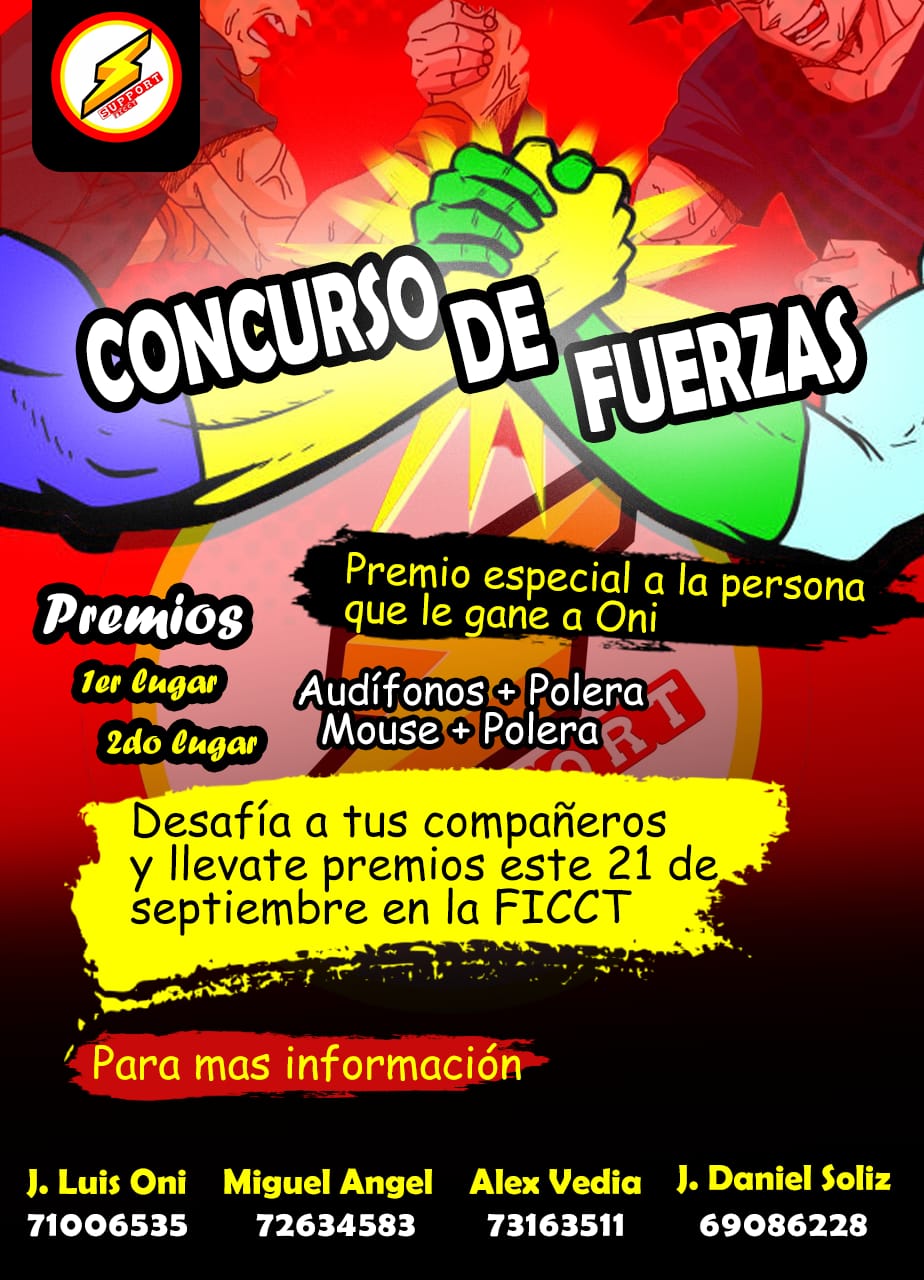 SUPPORT
FICCT
CONCURSO DE FUERZAS
Premio especial a la persona
que le gane a Oni
Premios
1er lugar
Audífonos + Polera
2do lugar
Mouse + Polera
ORT
Desafía a tus compañeros
y llevate premios este 21 de
septiembre en la FICCT
Para mas información
J. Luis Oni
71006535
Miguel Angel
72634583
Alex Vedia
73163511
J. Daniel Soliz
69086228